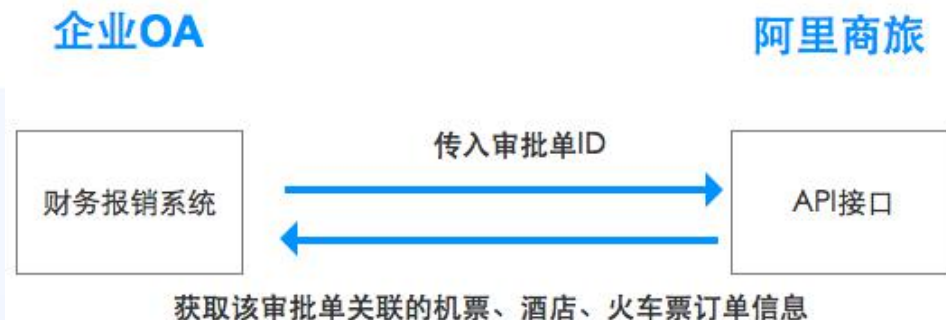 企业OA
阿里商旅
传入审批单ID
财务报销系统
API接口
获取该审批单关联的机票、酒店、火车票订单信息